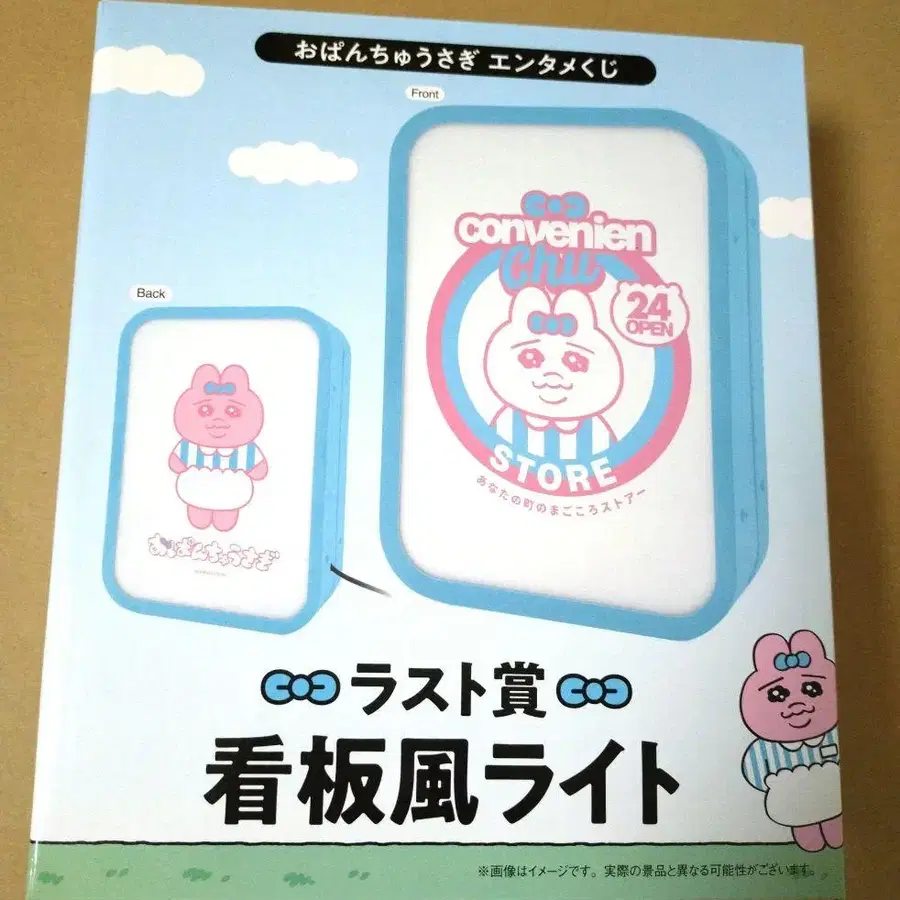 おぱんちゅうさぎ エンタメくじ
Front
convenien
Chu
24
OPEN
STORE
あなたの町のまごころストアー
Back
おぱんちゅうさぎ
ラスト賞
看板風ライト
※画像はイメージです。実際の景品と異なる可能性がございます。